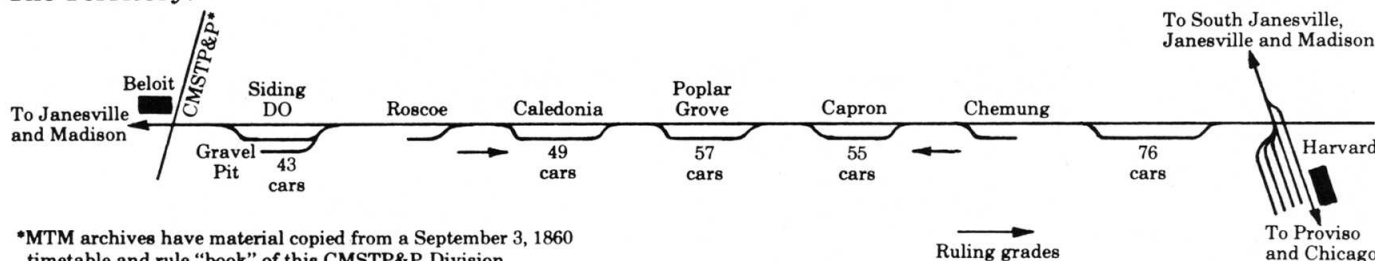 To South Janesville,
Janesville and Madison
CMSTP&P*
Beloit
Siding
DO
Roscoe
Caledonia
Poplar
Grove
Capron
Chemung
To Janesville
and Madison
Gravel
Pit
43
cars
49
cars
57
cars
55
cars
76
cars
Harvard
*MTM archives have material copied from a September 3, 1860
timetable and rule “book” of this CMSTP&P Division
Ruling grades
To Proviso
and Chicago